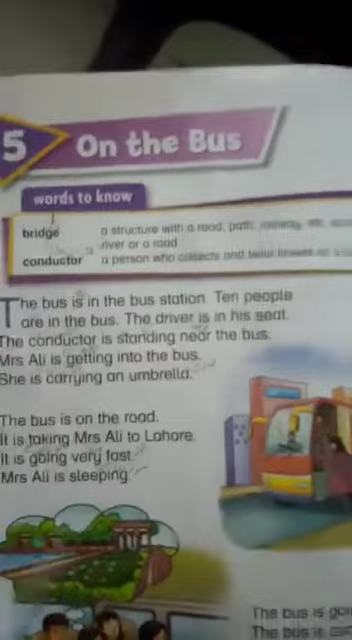 5 On the Bus
words to know
bridge a structure with a road, path, railway, etc.
river or a road
conductor a person who collects and
The bus is in the bus station. Ten people
are in the bus. The driver is in his seat.
The conductor is standing near the bus.
Mrs Ali is getting into the bus.
She is carrying an umbrella.
The bus is on the road.
It is taking Mrs Ali to Lahore.
It is going very fast.
Mrs Ali is sleeping.
The bus is
The bus is